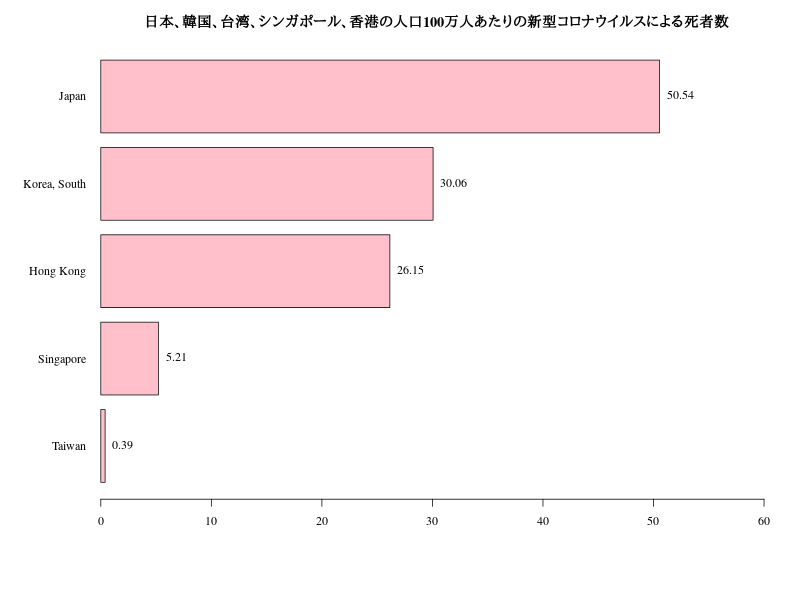 日本、韓国、台湾、シンガポール、香港の人口100万人あたりの新型コロナウイルスによる死者数
Japan 50.54
Korea, South 30.06
Hong Kong 26.15
Singapore 5.21
Taiwan 0.39
0 10 20 30 40 50 60